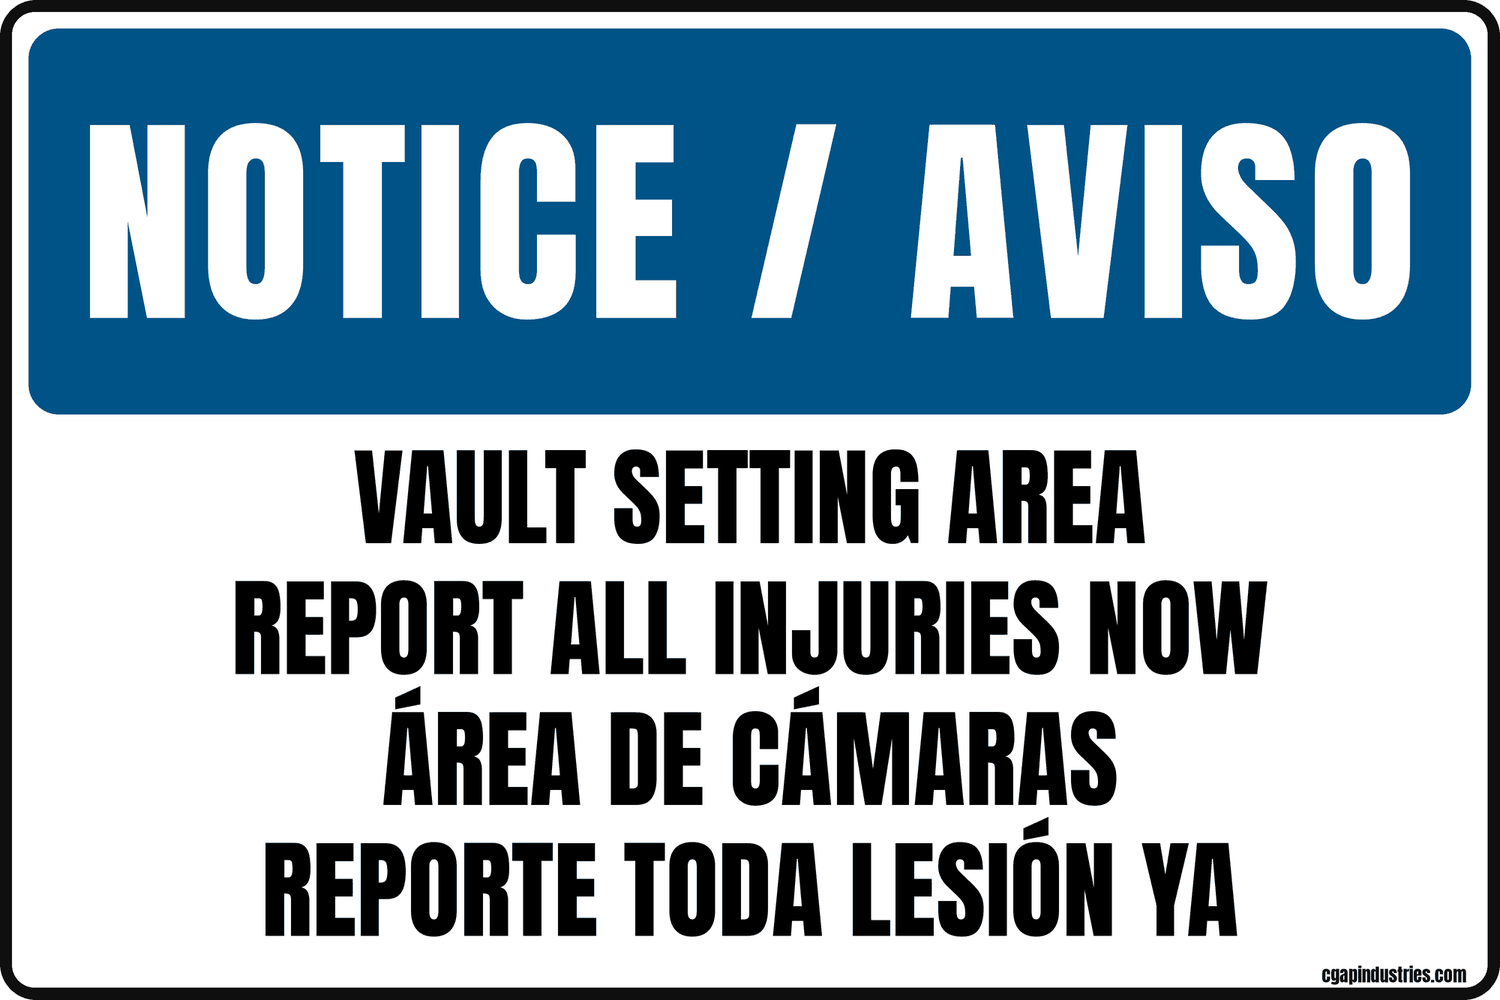 NOTICE / AVISO
VAULT SETTING AREA
REPORT ALL INJURIES NOW
ÁREA DE CÁMARAS
REPORTE TODA LESIÓN YA
cgapindustries.com